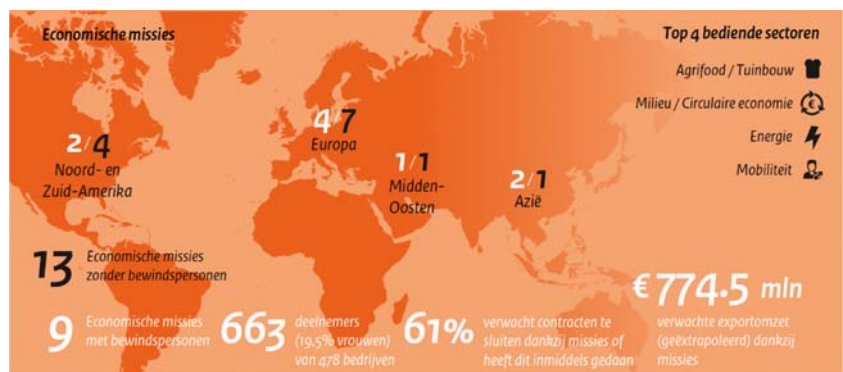 Economische missies
Top 4 bediende sectoren
Agrifood / Tuinbouw
Milieu / Circulaire economie
€
Energie
Mobiliteit
2/4
Noord- en
Zuid-Amerika
4/7
Europa
1/1
Midden-
Oosten
2/1
Azië
13
Economische missies
zonder bewindspersonen
9
Economische missies
met bewindspersonen
663
deelnemers
(19,5% vrouwen)
van 478 bedrijven
61%
verwacht contracten te
sluiten dankzij missies of
heeft dit inmiddels gedaan
€ 774.5 mln
verwachte exportomzet
(geëxtrapoleerd) dankzij
missies